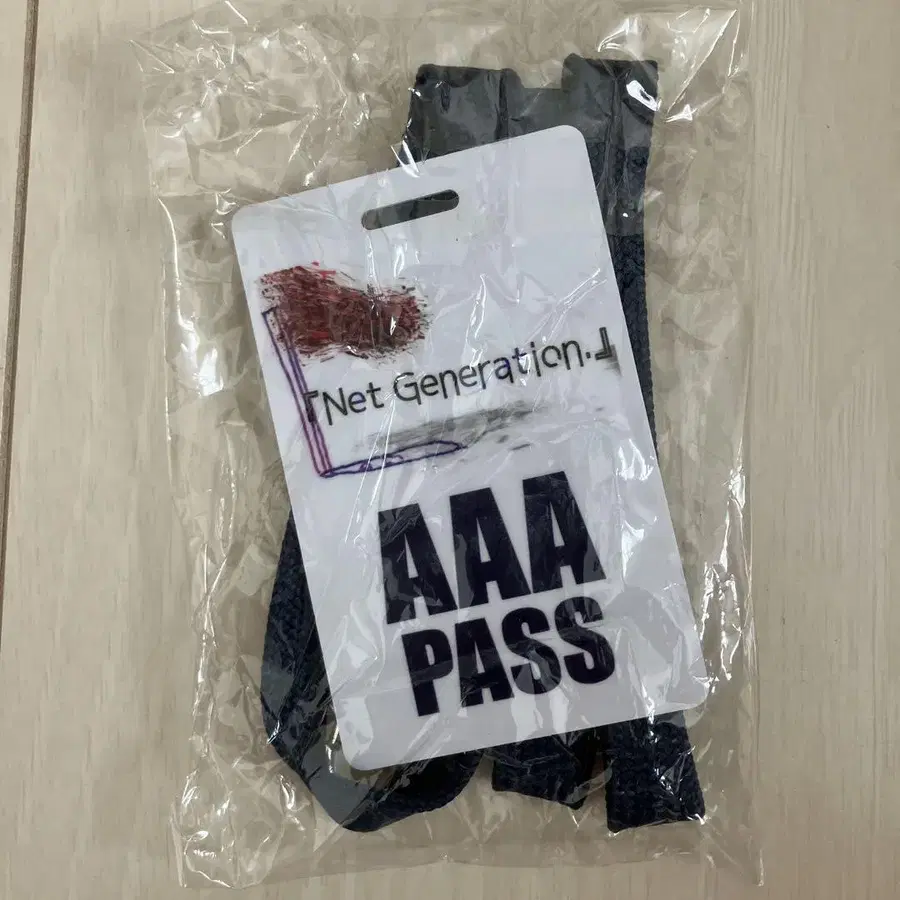 「Net Generation.」
AAA
PASS